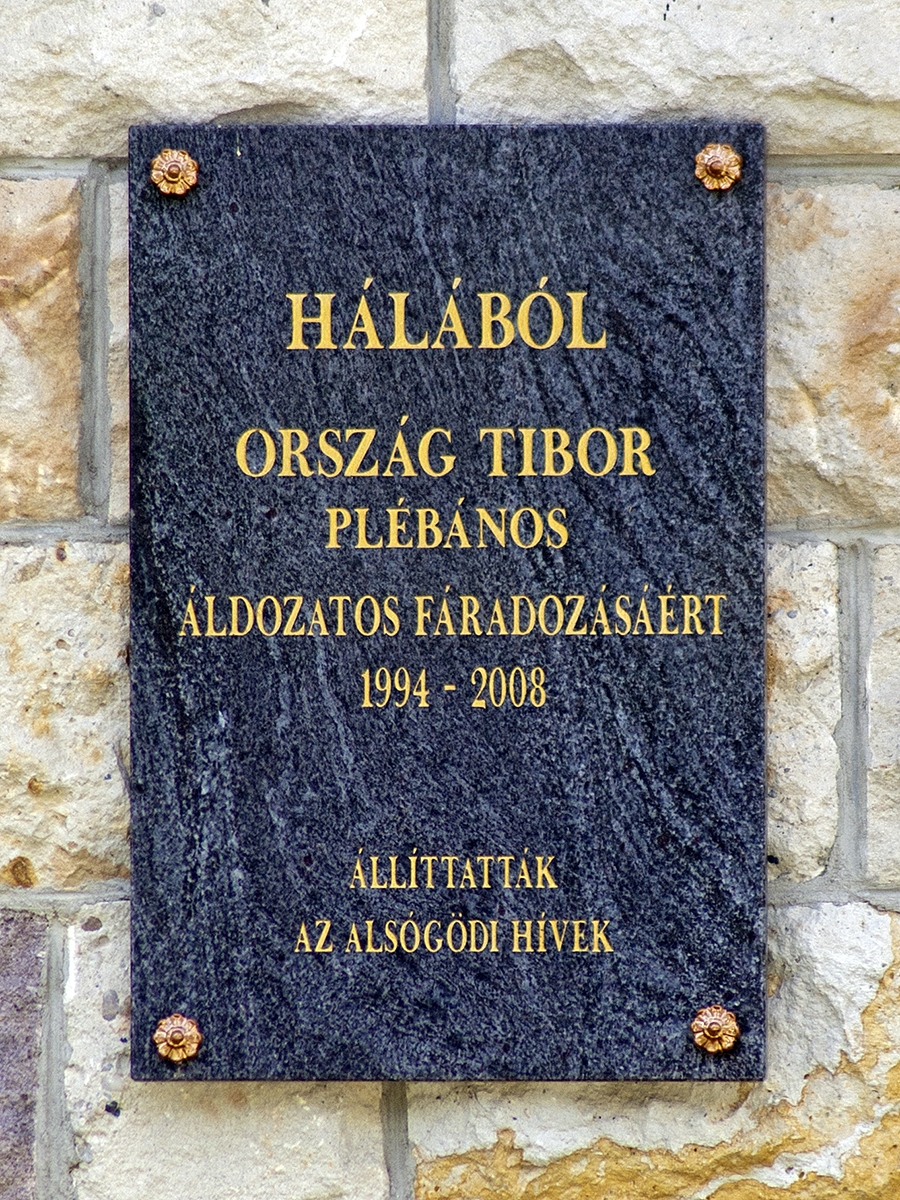 HÁLÁBÓL
ORSZÁG TIBOR
PLÉBÁNOS
ÁLDOZATOS FÁRADOZÁSÁÉRT
1994 - 2008
ÁLLÍTTATTÁK
AZ ALSÓGÖDI HÍVEK